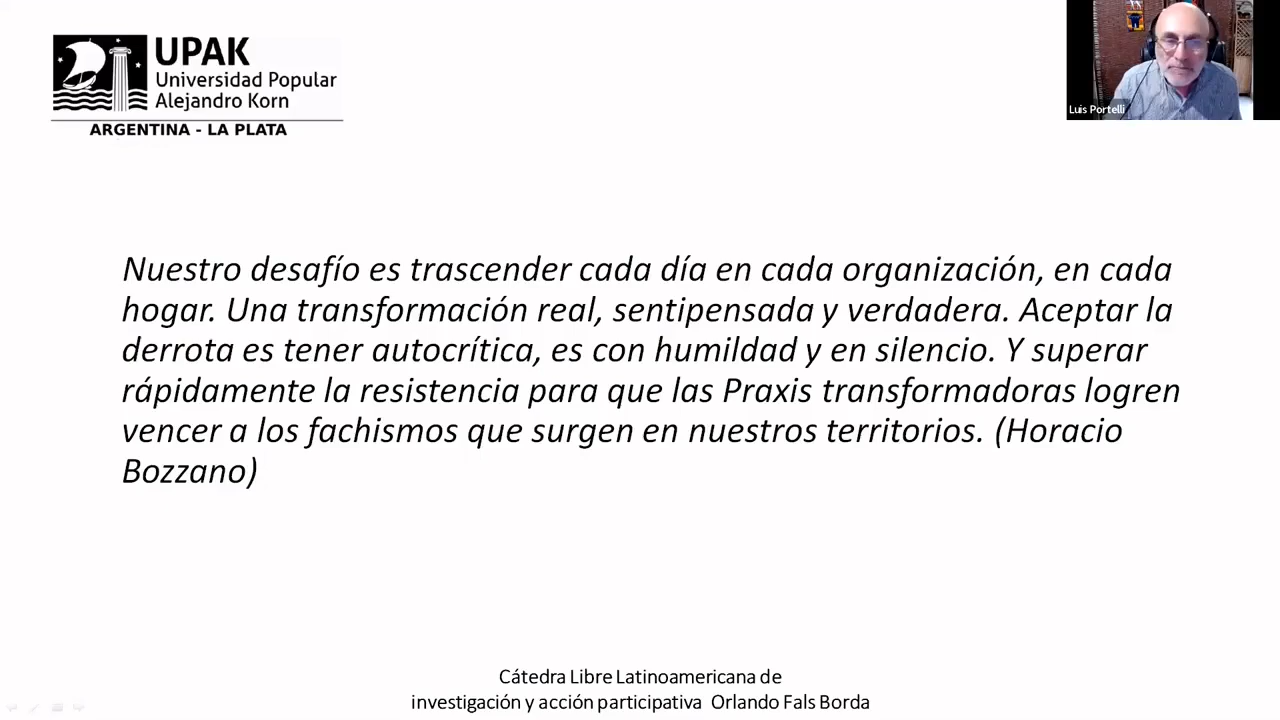 UPAK
Universidad Popular
Alejandro Korn
ARGENTINA - LA PLATA
Luis Portelli
Nuestro desafío es trascender cada día en cada organización, en cada
hogar. Una transformación real, sentipensada y verdadera. Aceptar la
derrota es tener autocrítica, es con humildad y en silencio. Y superar
rápidamente la resistencia para que las Praxis transformadoras logren
vencer a los fachismos que surgen en nuestros territorios. (Horacio
Bozzano)
Cátedra Libre Latinoamericana de
investigación y acción participativa Orlando Fals Borda